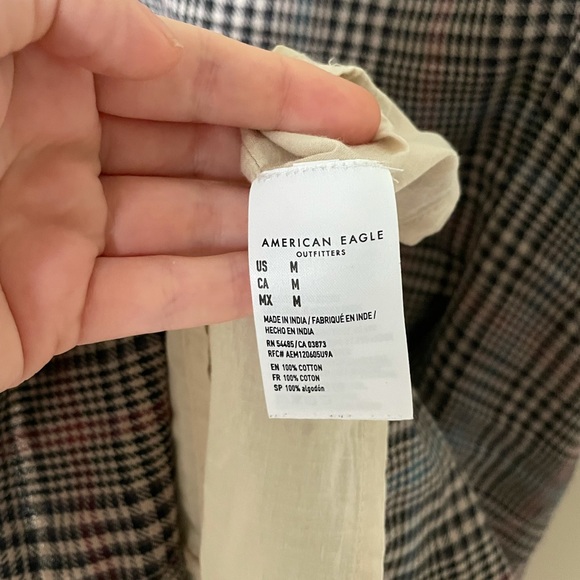 AMERICAN EAGLE
OUTFITTERS
US M
CA M
MX M
MADE IN INDIA / FABRIQUÉ EN INDE /
HECHO EN INDIA
RN 54485 / CA 03873
RFC# AEM120605U9A
EN 100% COTTON
FR 100% COTON
SP 100% algodón